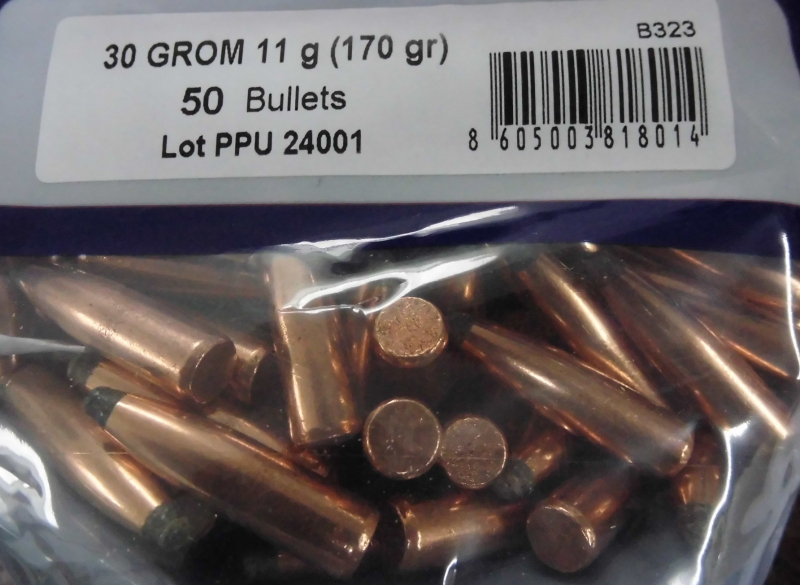 30 GROM 11 g (170 gr)
50 Bullets
Lot PPU 24001
B323
8 605003 818014